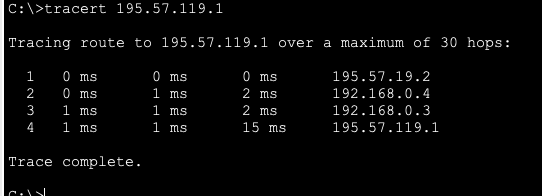 C:\>tracert 195.57.119.1
Tracing route to 195.57.119.1 over a maximum of 30 hops:
1 0 ms 0 ms 0 ms 195.57.19.2
2 0 ms 1 ms 2 ms 192.168.0.4
3 1 ms 1 ms 2 ms 192.168.0.3
4 1 ms 1 ms 15 ms 195.57.119.1
Trace complete.
C:\>